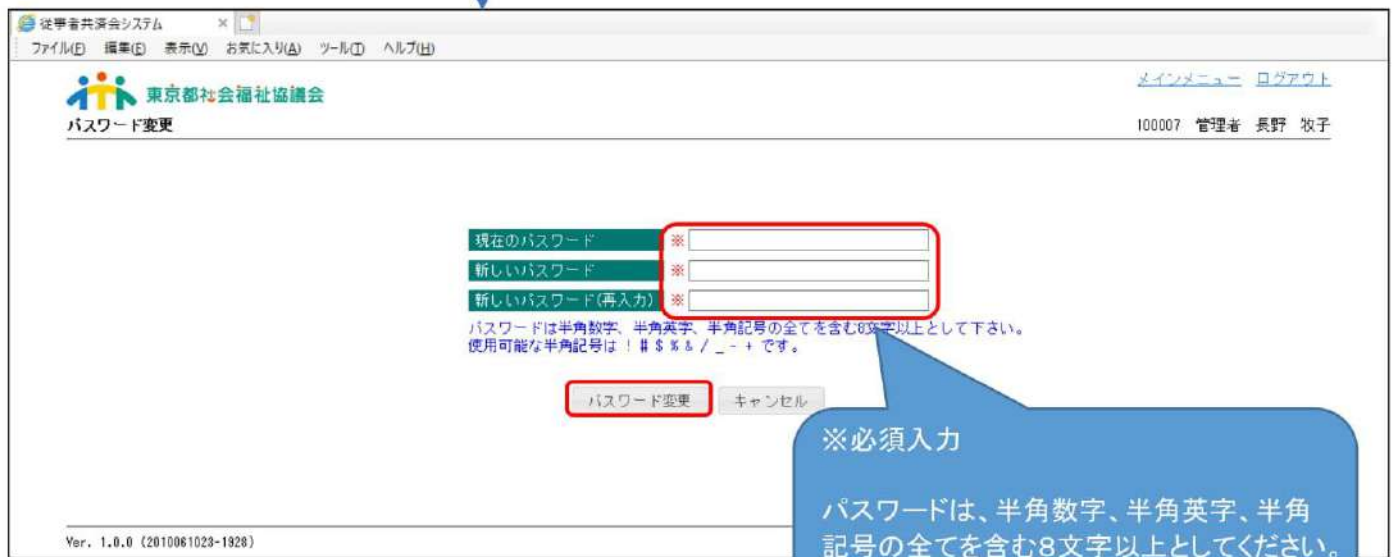 従事者共済会システム ×
ファイル(F) 編集(E) 表示(V) お気に入り(A) ツール(T) ヘルプ(H)
東京都社会福祉協議会
メインメニュー ログアウト
パスワード変更
100007 管理者 長野 牧子
現在のパスワード ※
新しいパスワード ※
新しいパスワード(再入力) ※
パスワードは半角数字、半角英字、半角記号の全てを含む8文字以上として下さい。
使用可能な半角記号は ! # $ % & / _ - + です。
パスワード変更 キャンセル
※必須入力
パスワードは、半角数字、半角英字、半角
記号の全てを含む8文字以上としてください。
Ver. 1.0.0 (2010061023-1928)